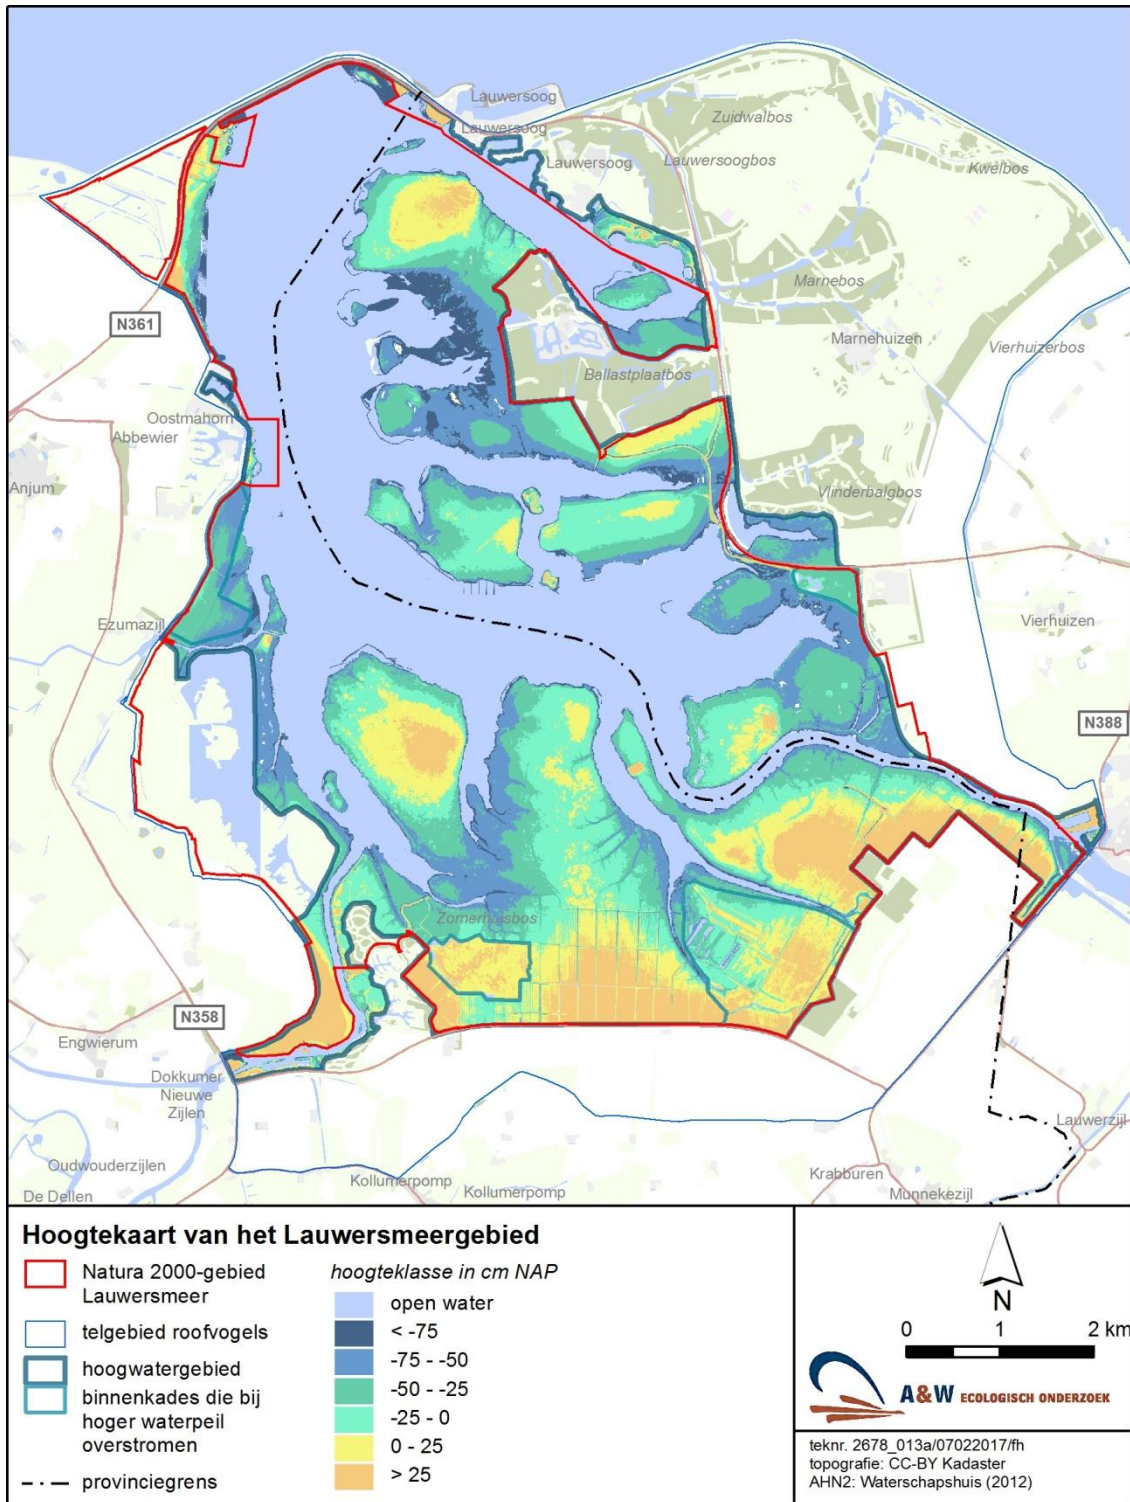 Lauwersoog
Zuidwalbos
Lauwersoog
Lauwersoogbos
Lauwersoog
Kwelbos
Marnebos
N361
Marnehuizen
Vierhuizerbos
Ballastplaatbos
Oostmahorn
Abbewier
Anjum
Vlinderbalgbos
Ezumazijl
Vierhuizen
N388
Zomerhuisbos
N358
Engwierum
Dokkumer
Nieuwe
Zijlen
Lauwerzijl
Oudwouderzijlen
Kollumerpomp
Krabburen
De Dellen
Kollumerpomp
Munnekezijl
Hoogtekaart van het Lauwersmeergebied
Natura 2000-gebied
Lauwersmeer
telgebied roofvogels
hoogwatergebied
binnenkades die bij
hoger waterpeil
overstromen
provinciegrens
hoogteklasse in cm NAP
open water
< -75
-75 - -50
-50 - -25
-25 - 0
0 - 25
> 25
N
0 1 2 km
A&W ECOLOGISCH ONDERZOEK
teknr. 2678_013a/07022017/fh
topografie: CC-BY Kadaster
AHN2: Waterschapshuis (2012)